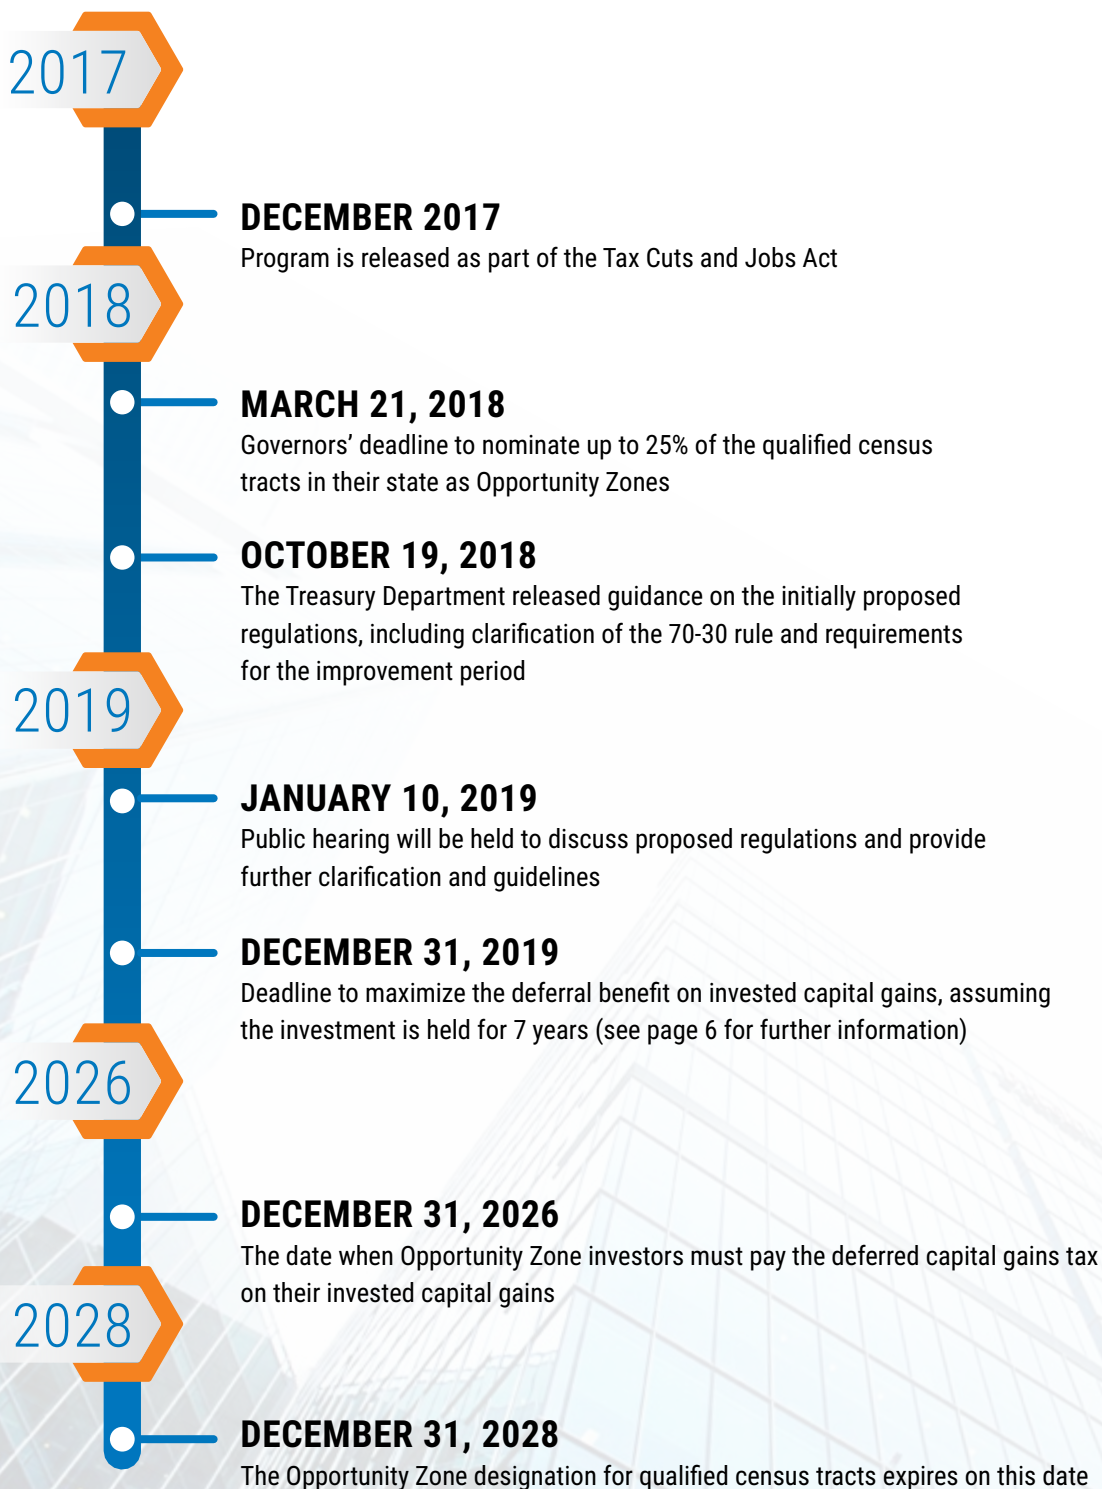 2017
DECEMBER 2017
Program is released as part of the Tax Cuts and Jobs Act
2018
MARCH 21, 2018
Governors’ deadline to nominate up to 25% of the qualified census
tracts in their state as Opportunity Zones
OCTOBER 19, 2018
The Treasury Department released guidance on the initially proposed
regulations, including clarification of the 70-30 rule and requirements
for the improvement period
2019
JANUARY 10, 2019
Public hearing will be held to discuss proposed regulations and provide
further clarification and guidelines
DECEMBER 31, 2019
Deadline to maximize the deferral benefit on invested capital gains, assuming
the investment is held for 7 years (see page 6 for further information)
2026
DECEMBER 31, 2026
The date when Opportunity Zone investors must pay the deferred capital gains tax
on their invested capital gains
2028
DECEMBER 31, 2028
The Opportunity Zone designation for qualified census tracts expires on this date